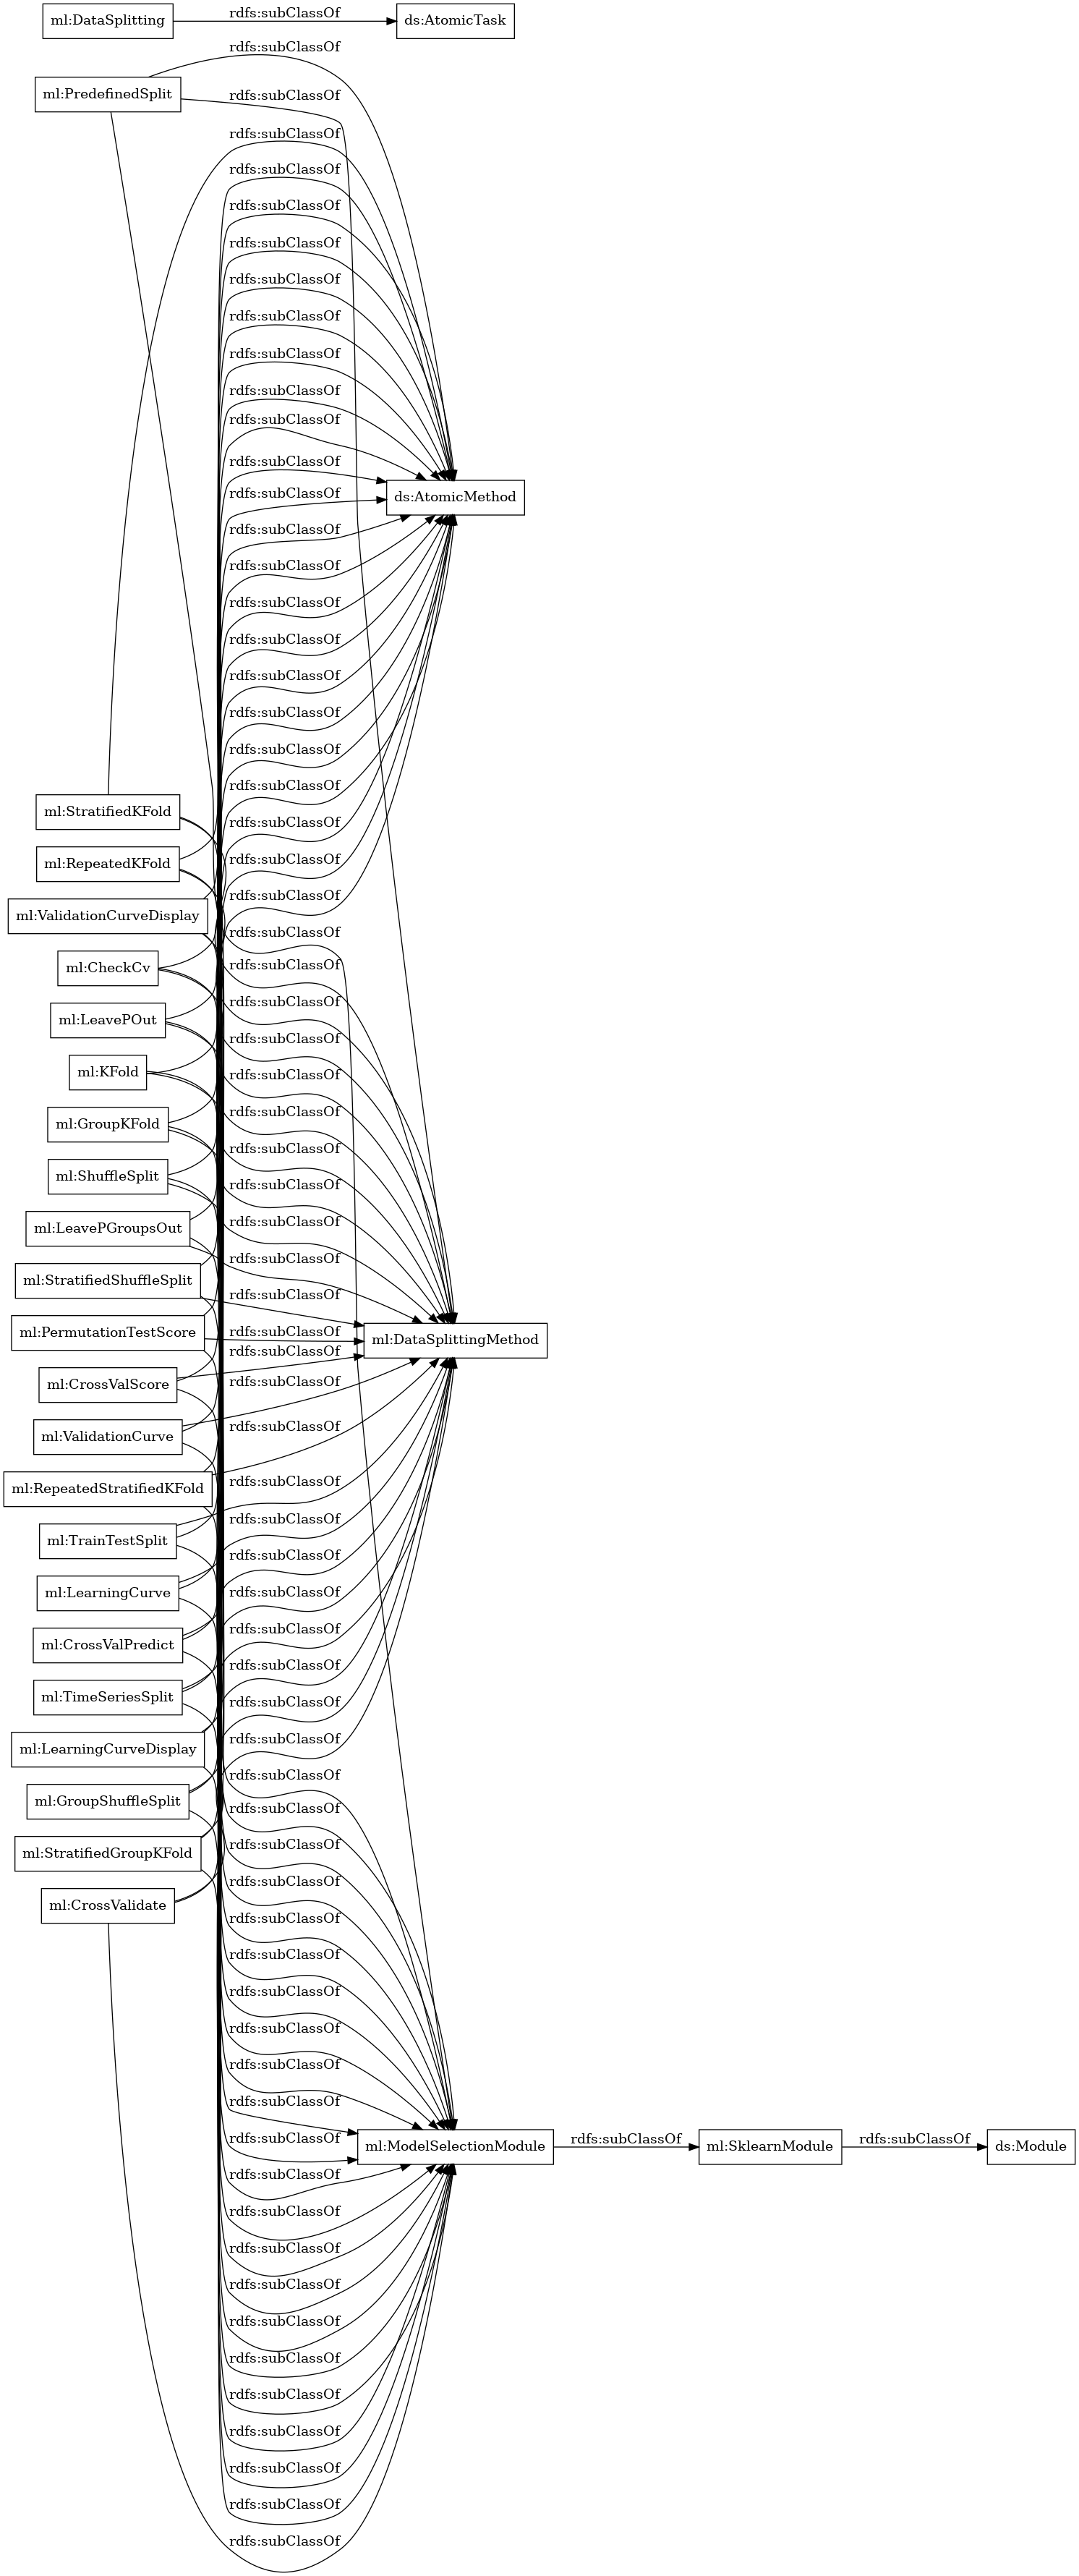 ml:DataSplitting
rdfs:subClassOf
ds:AtomicTask
rdfs:subClassOf
ml:PredefinedSplit
rdfs:subClassOf
rdfs:subClassOf
rdfs:subClassOf
rdfs:subClassOf
rdfs:subClassOf
rdfs:subClassOf
rdfs:subClassOf
rdfs:subClassOf
rdfs:subClassOf
rdfs:subClassOf
rdfs:subClassOf
rdfs:subClassOf
ds:AtomicMethod
rdfs:subClassOf
rdfs:subClassOf
rdfs:subClassOf
rdfs:subClassOf
rdfs:subClassOf
rdfs:subClassOf
rdfs:subClassOf
rdfs:subClassOf
ml:StratifiedKFold
rdfs:subClassOf
ml:RepeatedKFold
rdfs:subClassOf
rdfs:subClassOf
ml:ValidationCurveDisplay
rdfs:subClassOf
ml:CheckCv
rdfs:subClassOf
rdfs:subClassOf
ml:LeavePOut
rdfs:subClassOf
ml:KFold
rdfs:subClassOf
rdfs:subClassOf
ml:GroupKFold
rdfs:subClassOf
ml:ShuffleSplit
rdfs:subClassOf
rdfs:subClassOf
ml:LeavePGroupsOut
rdfs:subClassOf
ml:StratifiedShuffleSplit
rdfs:subClassOf
ml:PermutationTestScore
rdfs:subClassOf
ml:DataSplittingMethod
rdfs:subClassOf
ml:CrossValScore
rdfs:subClassOf
ml:ValidationCurve
rdfs:subClassOf
ml:RepeatedStratifiedKFold
rdfs:subClassOf
ml:TrainTestSplit
rdfs:subClassOf
rdfs:subClassOf
ml:LearningCurve
rdfs:subClassOf
ml:CrossValPredict
rdfs:subClassOf
rdfs:subClassOf
ml:TimeSeriesSplit
rdfs:subClassOf
ml:LearningCurveDisplay
rdfs:subClassOf
rdfs:subClassOf
ml:GroupShuffleSplit
rdfs:subClassOf
ml:StratifiedGroupKFold
rdfs:subClassOf
rdfs:subClassOf
ml:CrossValidate
rdfs:subClassOf
rdfs:subClassOf
rdfs:subClassOf
rdfs:subClassOf
rdfs:subClassOf
rdfs:subClassOf
rdfs:subClassOf
ml:ModelSelectionModule
rdfs:subClassOf
ml:SklearnModule
rdfs:subClassOf
ds:Module
rdfs:subClassOf
rdfs:subClassOf
rdfs:subClassOf
rdfs:subClassOf
rdfs:subClassOf
rdfs:subClassOf
rdfs:subClassOf
rdfs:subClassOf
rdfs:subClassOf
rdfs:subClassOf
rdfs:subClassOf